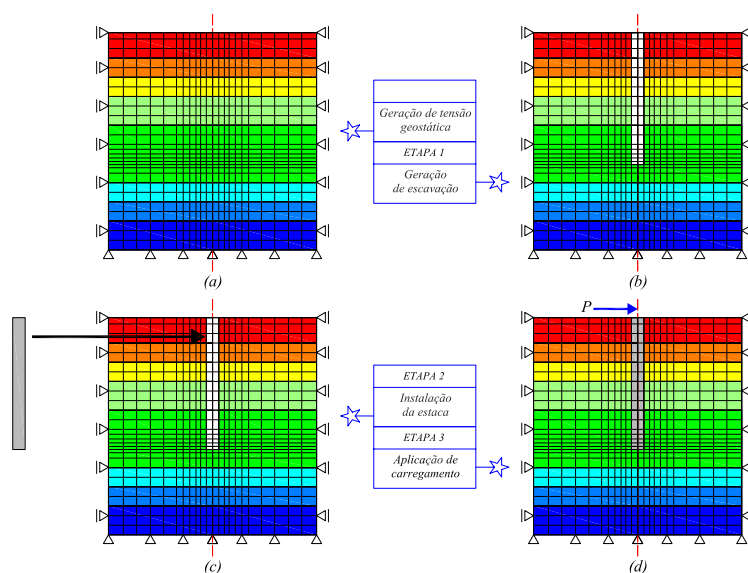 Geração de tensão
geostática
ETAPA 1
Geração
de escavação
(a)
(b)
P
ETAPA 2
Instalação
da estaca
ETAPA 3
Aplicação de
carregamento
(c)
(d)